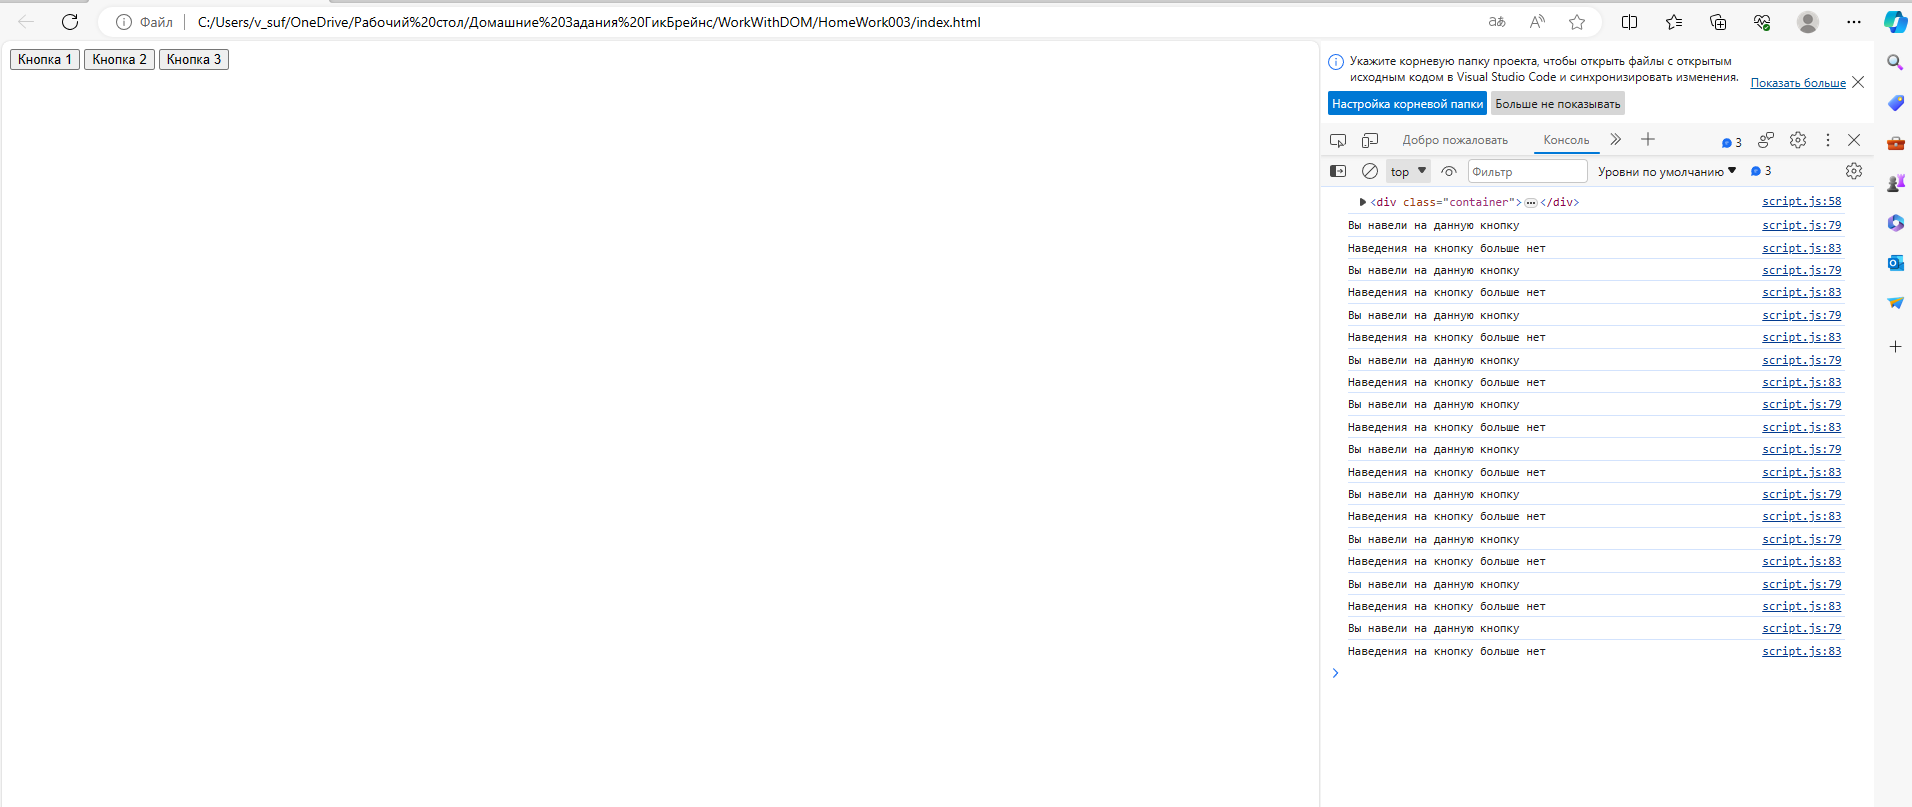 Файл C:/Users/v_suf/OneDrive/Рабочий%20стол/Домашние%20Задания%20ГикБрейнс/WorkWithDOM/HomeWork003/index.html
Кнопка 1 Кнопка 2 Кнопка 3
Укажите корневую папку проекта, чтобы открыть файлы с открытым
исходным кодом в Visual Studio Code и синхронизировать изменения.
Показать больше
Настройка корневой папки Больше не показывать
Добро пожаловать Консоль 3
top Фильтр Уровни по умолчанию 3
<div class="container"> </div> script.js:58
Вы навели на данную кнопку script.js:79
Наведения на кнопку больше нет script.js:83
Вы навели на данную кнопку script.js:79
Наведения на кнопку больше нет script.js:83
Вы навели на данную кнопку script.js:79
Наведения на кнопку больше нет script.js:83
Вы навели на данную кнопку script.js:79
Наведения на кнопку больше нет script.js:83
Вы навели на данную кнопку script.js:79
Наведения на кнопку больше нет script.js:83
Вы навели на данную кнопку script.js:79
Наведения на кнопку больше нет script.js:83
Вы навели на данную кнопку script.js:79
Наведения на кнопку больше нет script.js:83
Вы навели на данную кнопку script.js:79
Наведения на кнопку больше нет script.js:83
Вы навели на данную кнопку script.js:79
Наведения на кнопку больше нет script.js:83
Вы навели на данную кнопку script.js:79
Наведения на кнопку больше нет script.js:83